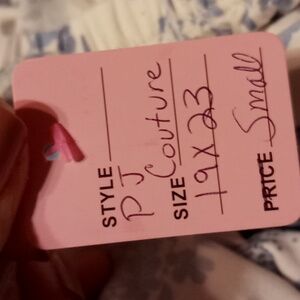 STYLE
PJ Couture
SIZE
19X23
PRICE Small